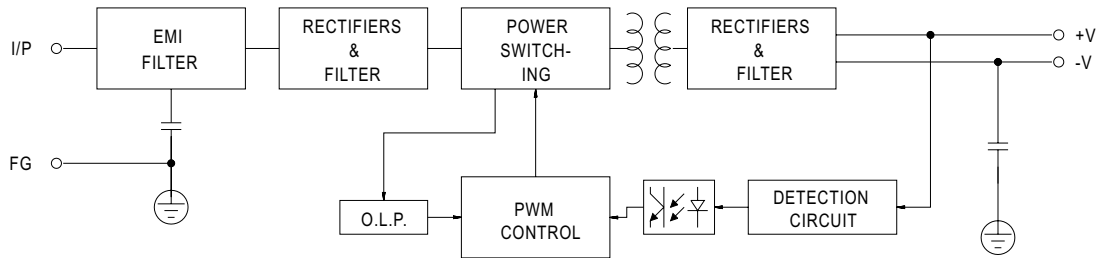 I/P
EMI
FILTER
RECTIFIERS
&
FILTER
POWER
SWITCH-
ING
RECTIFIERS
&
FILTER
+V
-V
FG
O.L.P.
PWM
CONTROL
DETECTION
CIRCUIT